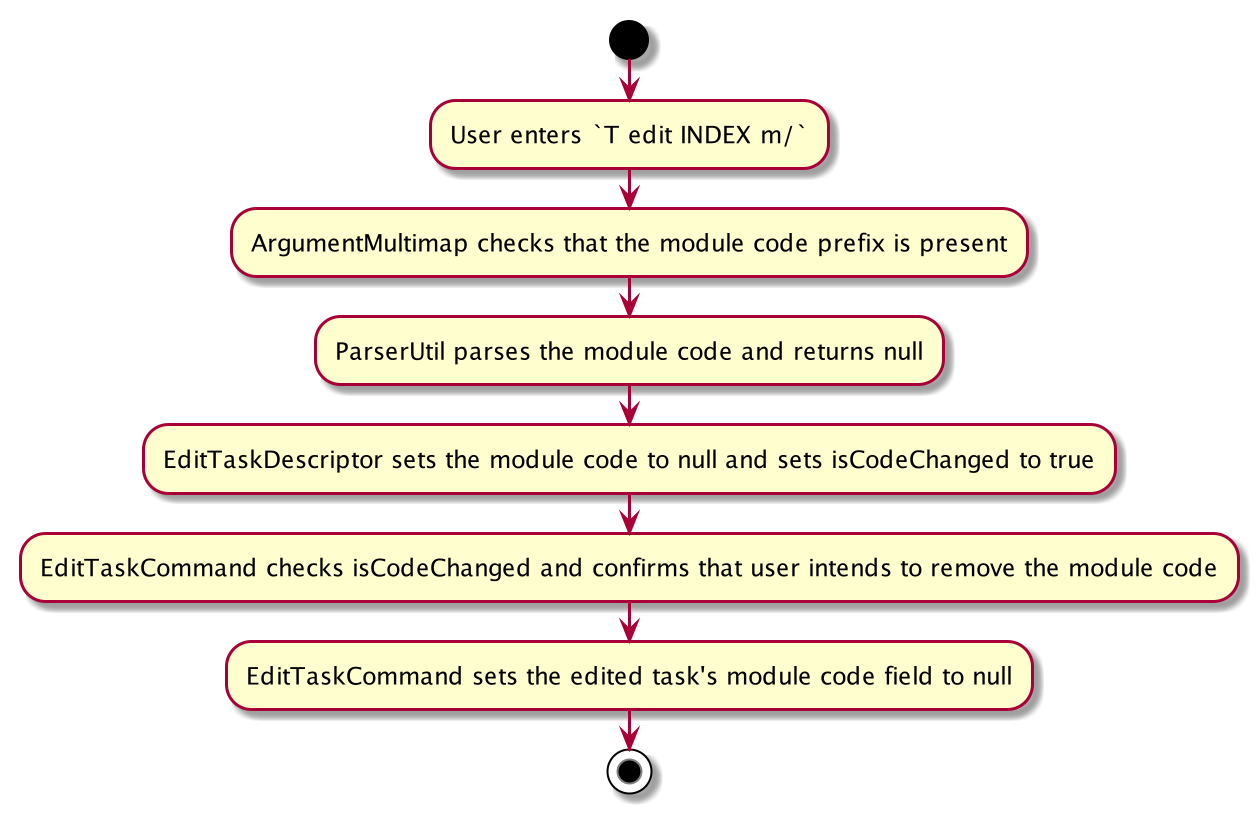 User enters `T edit INDEX m/`
ArgumentMultimap checks that the module code prefix is present
ParserUtil parses the module code and returns null
EditTaskDescriptor sets the module code to null and sets isCodeChanged to true
EditTaskCommand checks isCodeChanged and confirms that user intends to remove the module code
EditTaskCommand sets the edited task's module code field to null